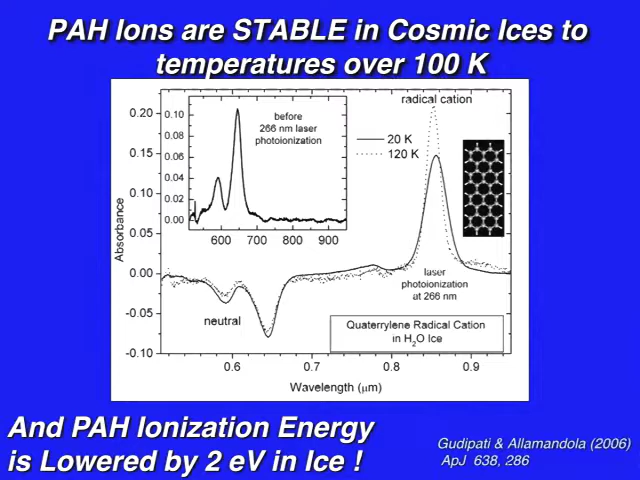 PAH Ions are STABLE in Cosmic Ices to
temperatures over 100 K
radical cation
0.20
0.15
0.10
0.05
0.00
-0.05
-0.10
Absorbance
0.10
0.08
0.06
0.04
0.02
0.00
before
266 nm laser
photoionization
600
700
800
900
20 K
120 K
laser
photoionization
at 266 nm
neutral
Quaterrylene Radical Cation
in H₂O Ice
0.6
0.7
0.8
0.9
Wavelength (μm)
And PAH Ionization Energy
is Lowered by 2 eV in Ice !
Gudipati & Allamandola (2006)
ApJ 638, 286